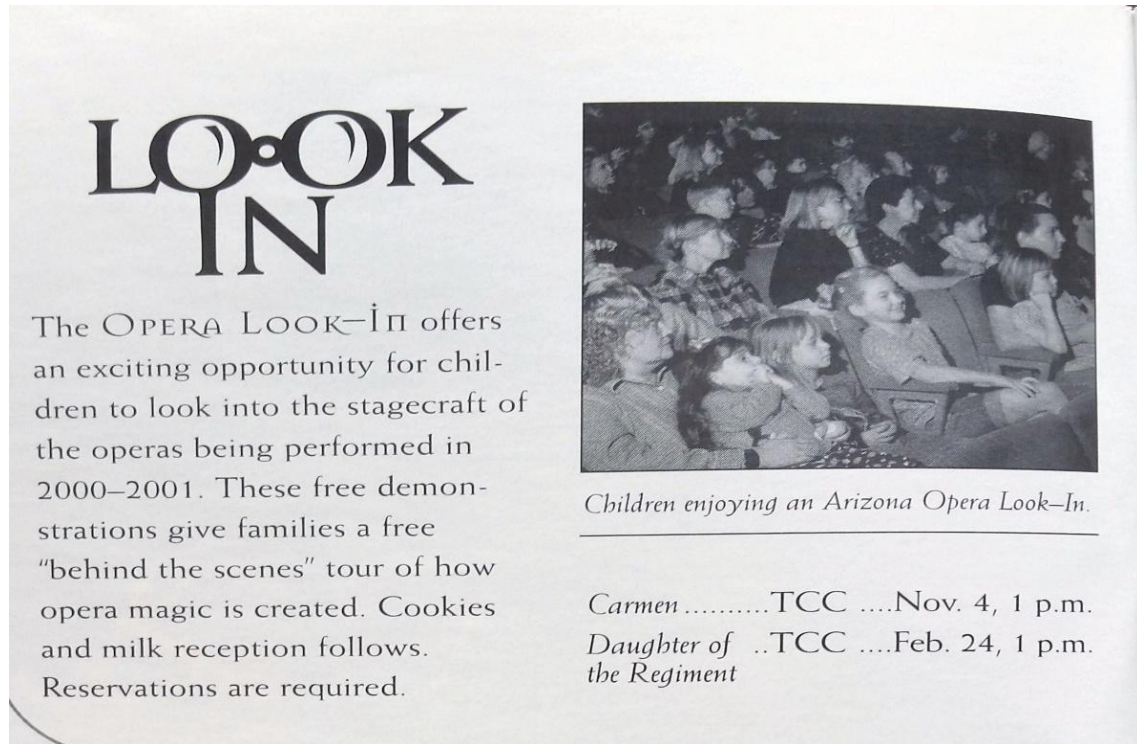 LOOK
IN
The OPERA LOOK–In offers
an exciting opportunity for chil-
dren to look into the stagecraft of
the operas being performed in
2000–2001. These free demon-
strations give families a free
"behind the scenes" tour of how
opera magic is created. Cookies
and milk reception follows.
Reservations are required.
Children enjoying an Arizona Opera Look–In.
Carmen ..........TCC ....Nov. 4, 1 p.m.
Daughter of ..TCC ....Feb. 24, 1 p.m.
the Regiment